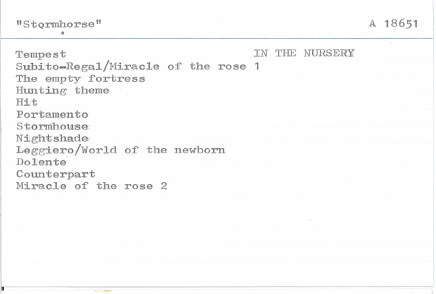 "Stormhorse" A 18651
Tempest IN THE NURSERY
Subito-Regal/Miracle of the rose 1
The empty fortress
Hunting theme
Hit
Portamento
Stormhouse
Nightshade
Leggiero/World of the newborn
Dolente
Counterpart
Miracle of the rose 2